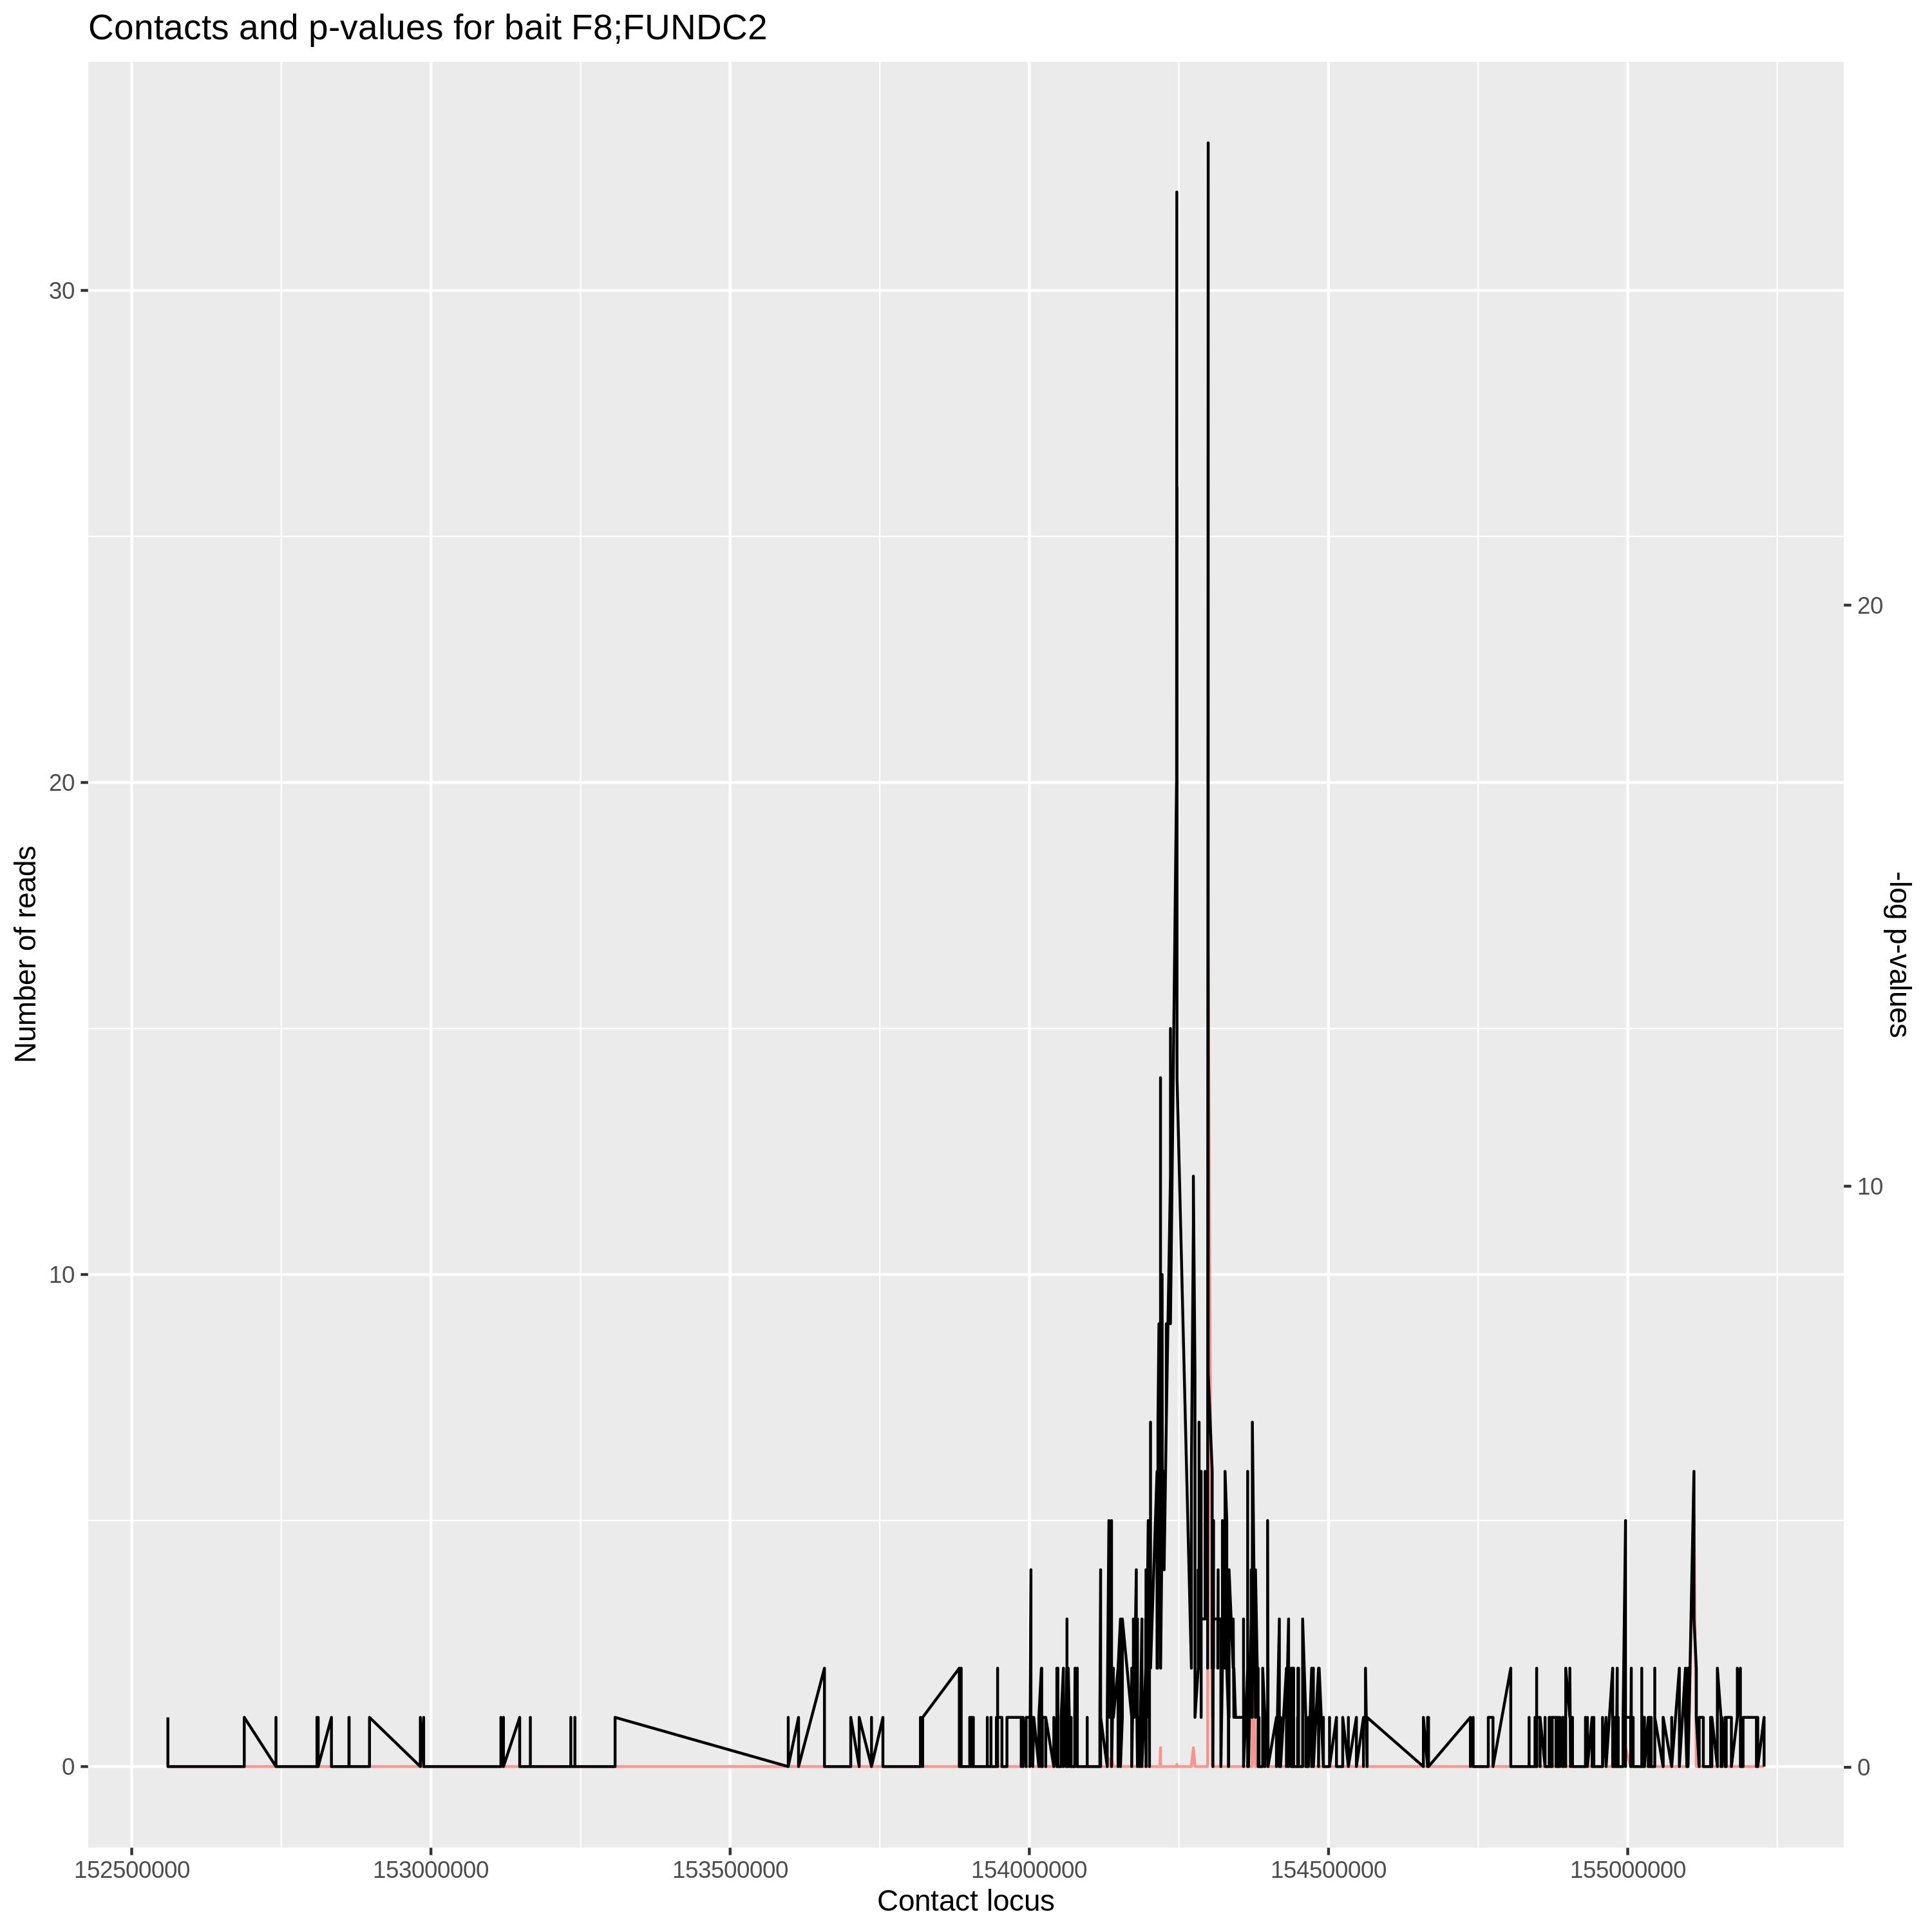 Contacts and p-values for bait F8;FUNDC2
30
20
10
0
Number of reads
20
10
0
-log p-values
152500000 153000000 153500000 154000000 154500000 155000000
Contact locus